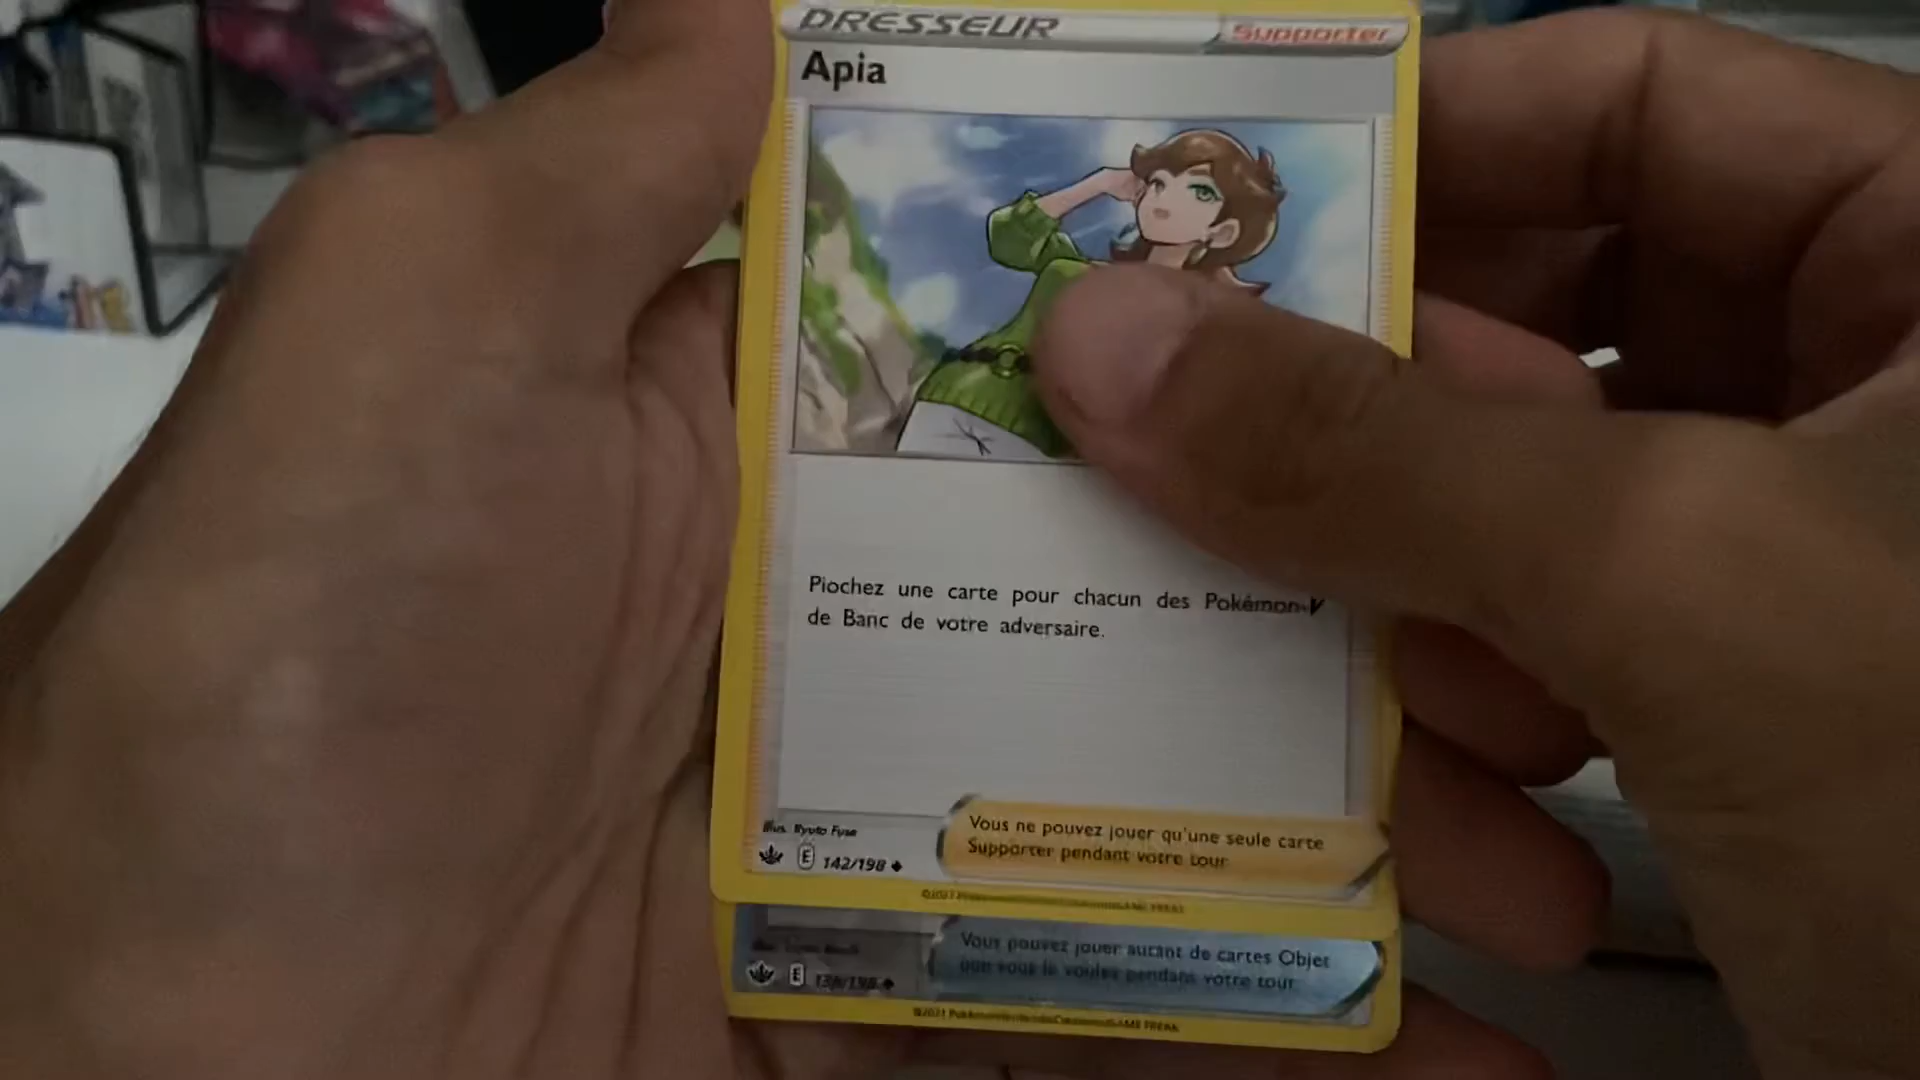 DRESSEUR
Supporter
Apia
Piochez une carte pour chacun des Pokémon-V
de Banc de votre adversaire.
Illus. Ryuta Fuse
E 142/198
Vous ne pouvez jouer qu'une seule carte
Supporter pendant votre tour.
Vous pouvez jouer autant de cartes Objet
que vous le voulez pendant votre tour.
E